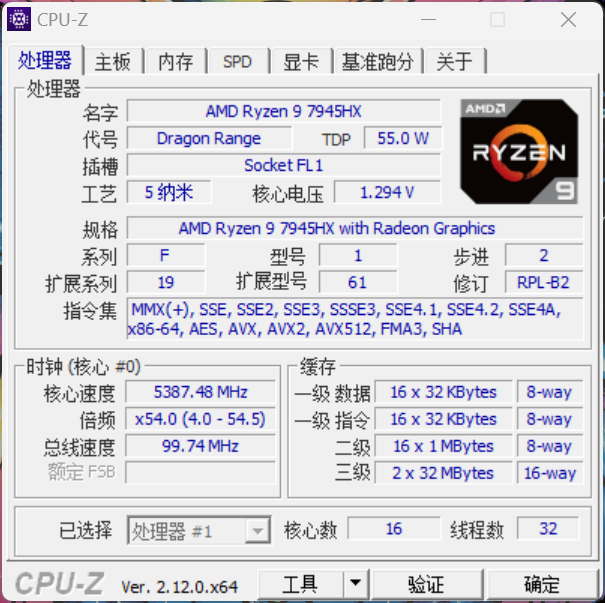 CPU-Z
处理器 主板 内存 SPD 显卡 基准跑分 关于
处理器
名字 AMD Ryzen 9 7945HX
代号 Dragon Range TDP 55.0 W
插槽 Socket FL1
工艺 5 纳米 核心电压 1.294 V
AMD
RYZEN
9
规格 AMD Ryzen 9 7945HX with Radeon Graphics
系列 F 型号 1 步进 2
扩展系列 19 扩展型号 61 修订 RPL-B2
指令集 MMX(+), SSE, SSE2, SSE3, SSSE3, SSE4.1, SSE4.2, SSE4A,
x86-64, AES, AVX, AVX2, AVX512, FMA3, SHA
时钟 (核心 #0)
核心速度 5387.48 MHz
倍频 x54.0 (4.0 - 54.5)
总线速度 99.74 MHz
额定 FSB
缓存
一级 数据 16 x 32 KBytes 8-way
一级 指令 16 x 32 KBytes 8-way
二级 16 x 1 MBytes 8-way
三级 2 x 32 MBytes 16-way
已选择 处理器 #1 核心数 16 线程数 32
CPU-Z Ver. 2.12.0.x64 工具 验证 确定